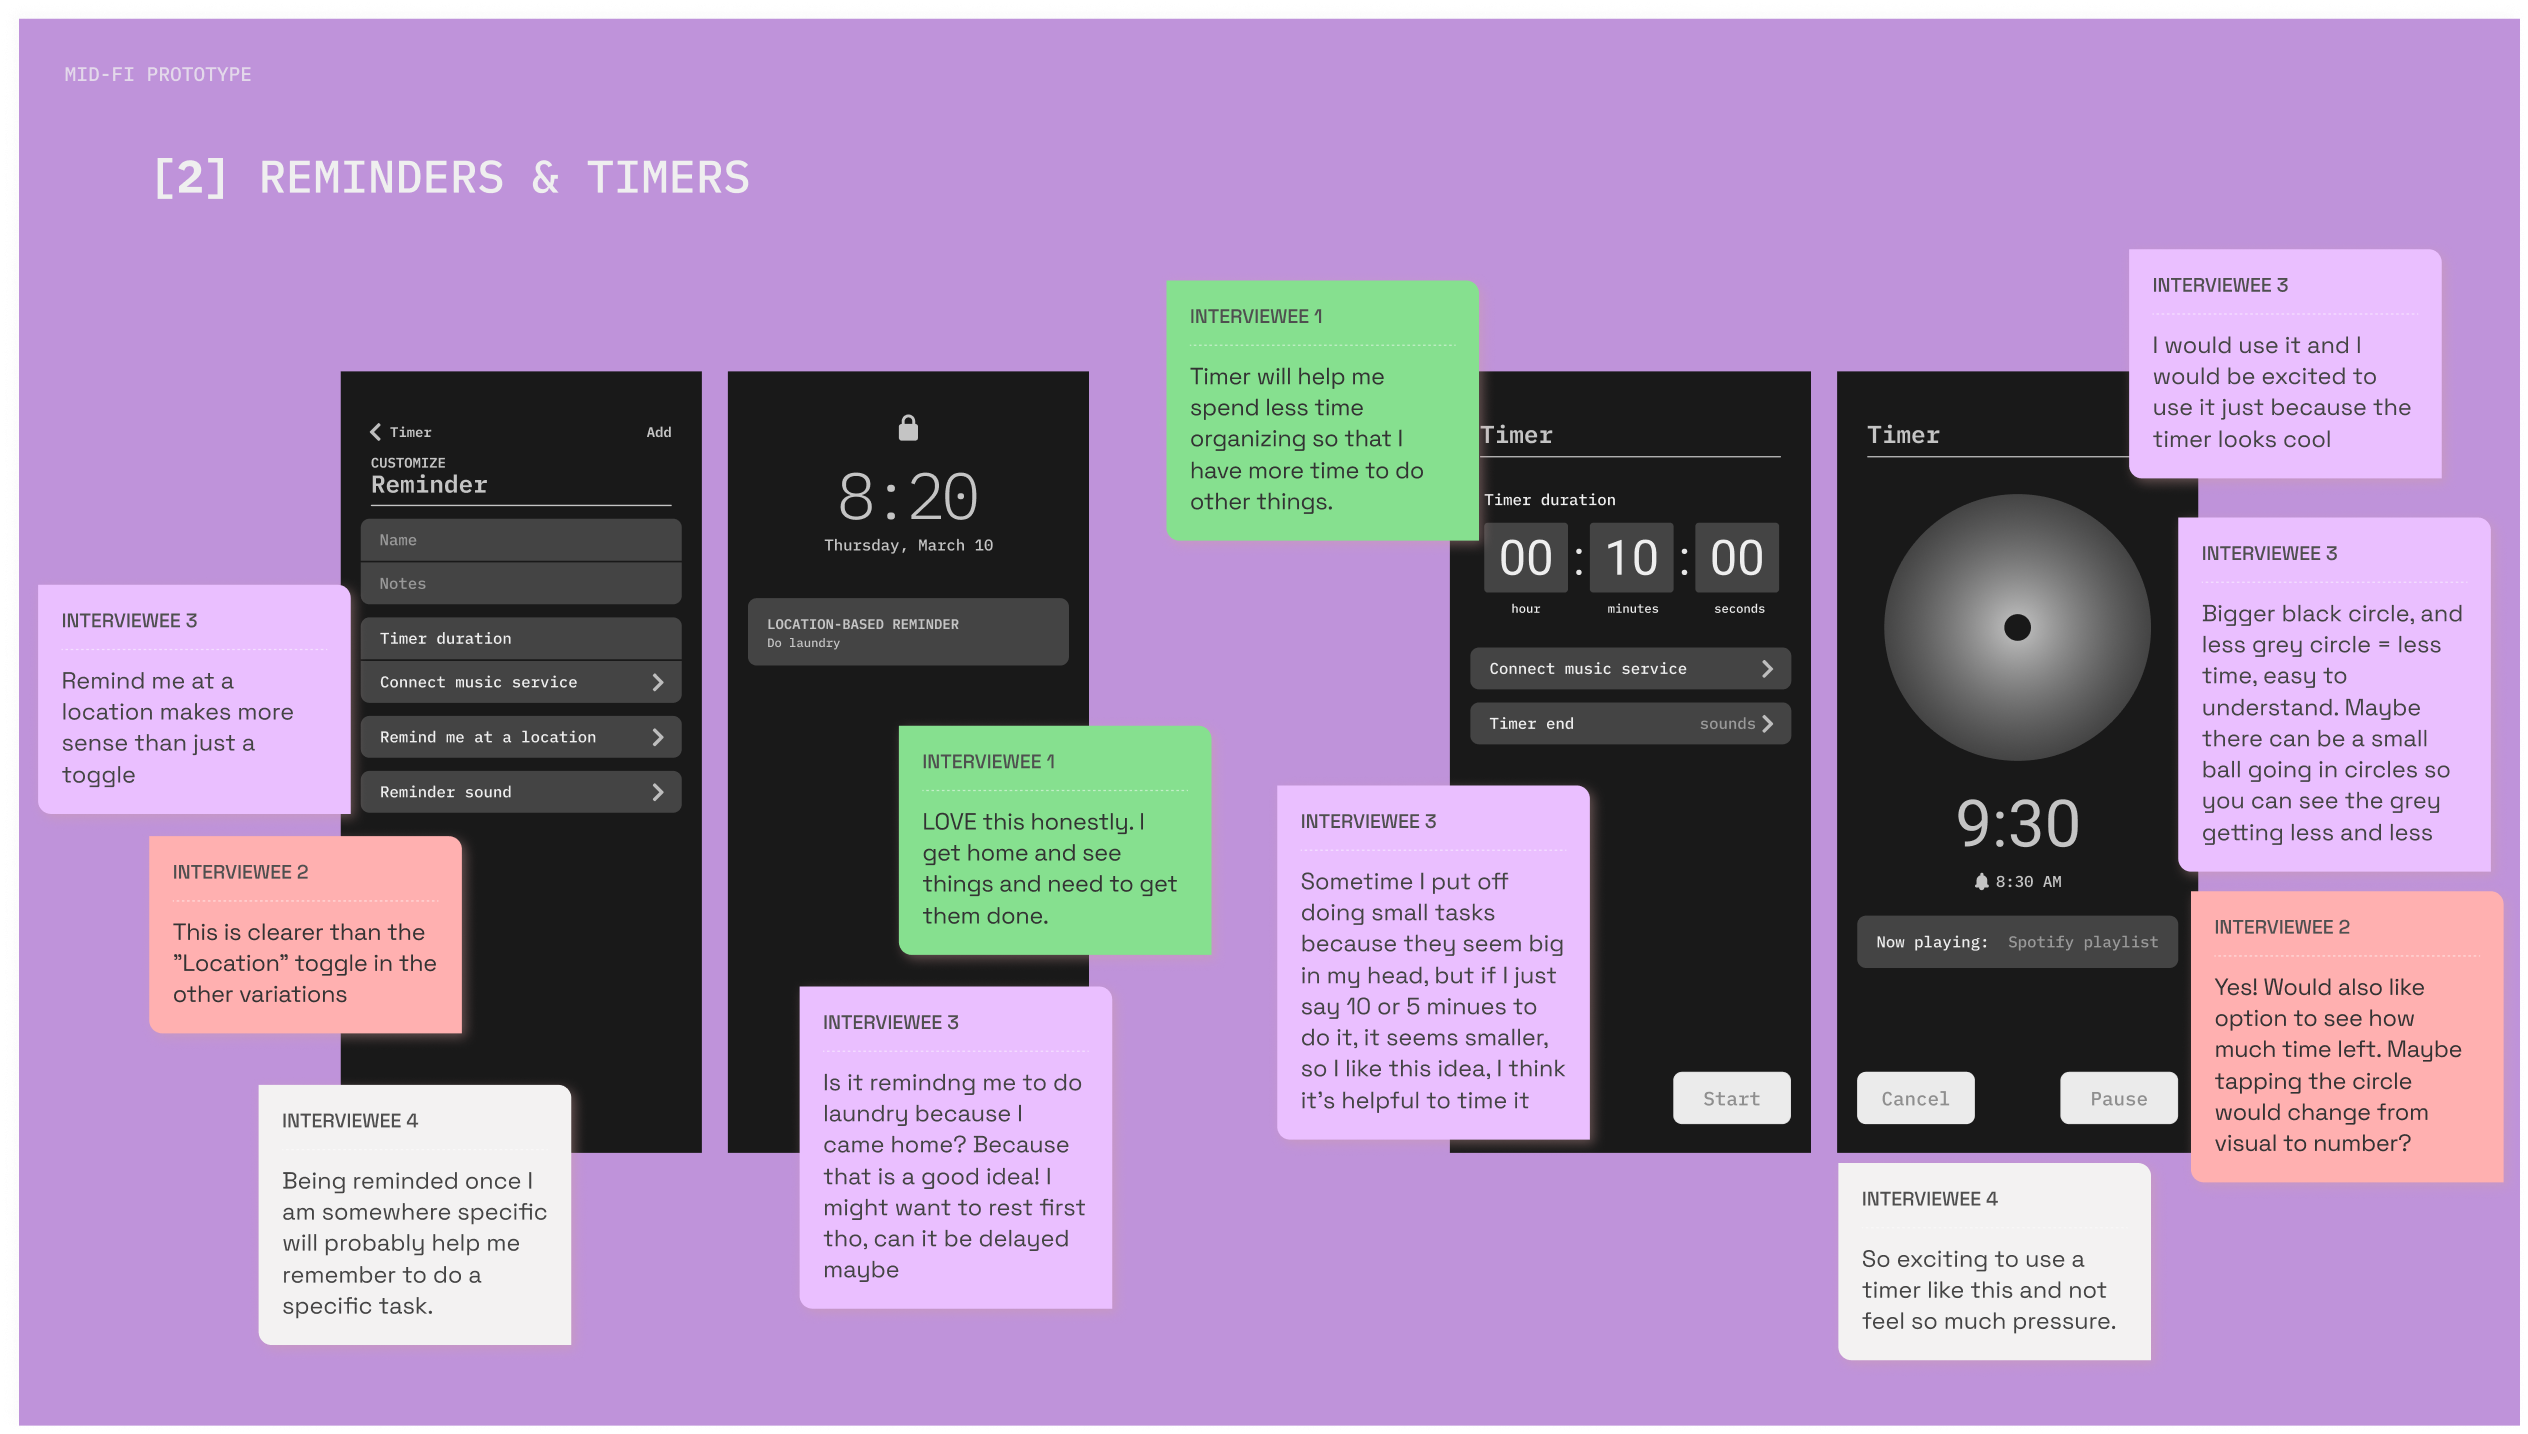 MID-FI PROTOTYPE
[2] REMINDERS & TIMERS
Timer
Add
CUSTOMIZE
Reminder
Name
Notes
Timer duration
Connect music service
Remind me at a location
Reminder sound
INTERVIEWEE 3
Remind me at a
location makes more
sense than just a
toggle
INTERVIEWEE 2
This is clearer than the
"Location" toggle in the
other variations
INTERVIEWEE 4
Being reminded once I
am somewhere specific
will probably help me
remember to do a
specific task.
8:20
Thursday, March 10
LOCATION-BASED REMINDER
Do laundry
INTERVIEWEE 1
LOVE this honestly. I
get home and see
things and need to get
them done.
INTERVIEWEE 3
Is it remindng me to do
laundry because I
came home? Because
that is a good idea! I
might want to rest first
tho, can it be delayed
maybe
INTERVIEWEE 1
Timer will help me
spend less time
organizing so that I
have more time to do
other things.
Timer
Timer duration
00 : 10 : 00
hour minutes seconds
Connect music service
Timer end sounds
Start
INTERVIEWEE 3
Sometime I put off
doing small tasks
because they seem big
in my head, but if I just
say 10 or 5 minues to
do it, it seems smaller,
so I like this idea, I think
it's helpful to time it
Timer
9:30
8:30 AM
Now playing: Spotify playlist
Cancel
Pause
INTERVIEWEE 3
I would use it and I
would be excited to
use it just because the
timer looks cool
INTERVIEWEE 3
Bigger black circle, and
less grey circle = less
time, easy to
understand. Maybe
there can be a small
ball going in circles so
you can see the grey
getting less and less
INTERVIEWEE 2
Yes! Would also like
option to see how
much time left. Maybe
tapping the circle
would change from
visual to number?
INTERVIEWEE 4
So exciting to use a
timer like this and not
feel so much pressure.